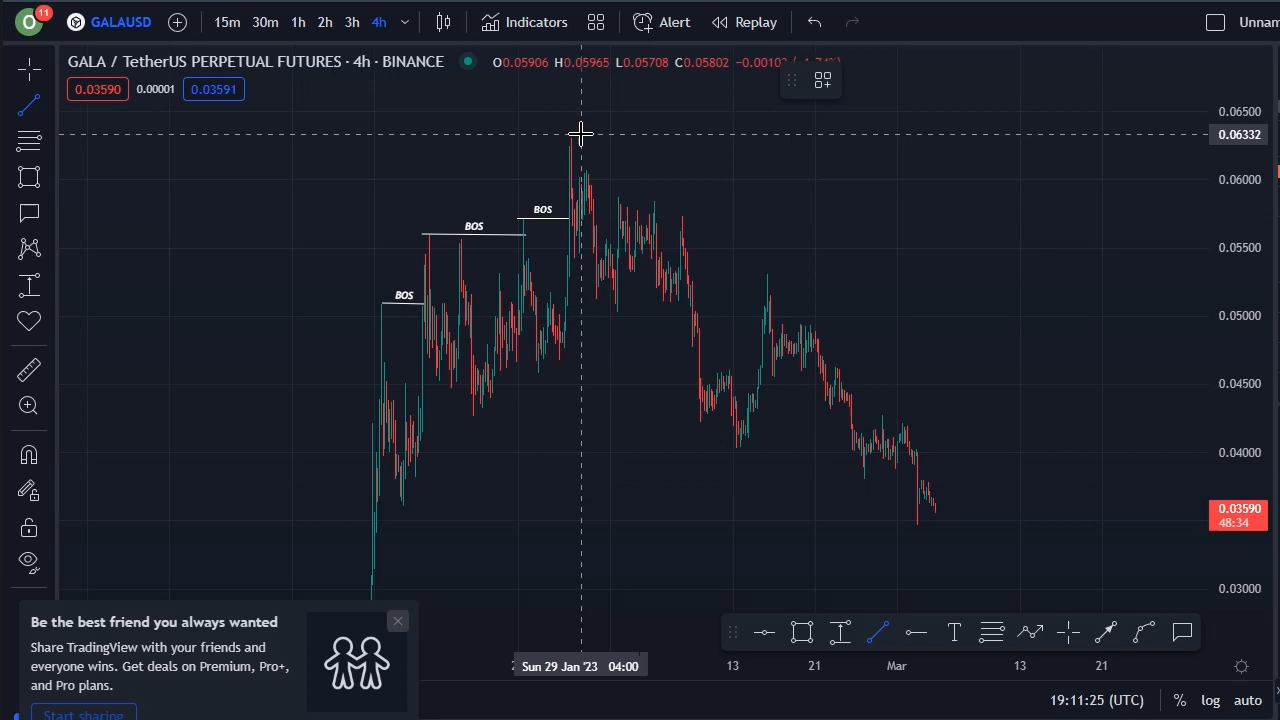 O 11 GALAUSD 15m 30m 1h 2h 3h 4h Indicators Alert Replay
GALA / TetherUS PERPETUAL FUTURES · 4h · BINANCE O0.05906 H0.05965 L0.05708 C0.05802
0.03590 0.00001 0.03591
0.06500
0.06332
0.06000
BOS
BOS
0.05500
BOS
0.05000
0.04500
0.04000
0.03590
48:34
0.03000
Be the best friend you always wanted
Share TradingView with your friends and
everyone wins. Get deals on Premium, Pro+,
and Pro plans.
Start sharing
T
Sun 29 Jan '23 04:00 13 21 Mar 13 21
19:11:25 (UTC) % log auto